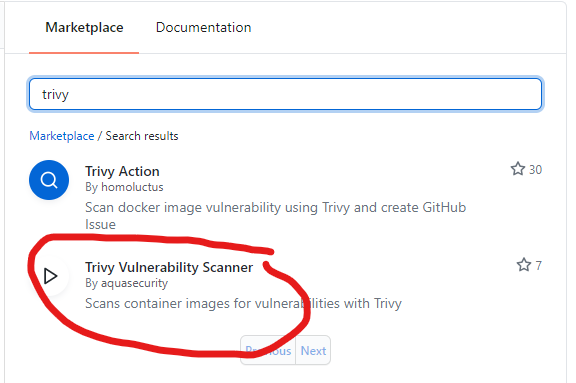 Marketplace Documentation
trivy
Marketplace / Search results
Trivy Action 30
By homoluctus
Scan docker image vulnerability using Trivy and create GitHub
Issue
Trivy Vulnerability Scanner 7
By aquasecurity
Scans container images for vulnerabilities with Trivy
Previous Next